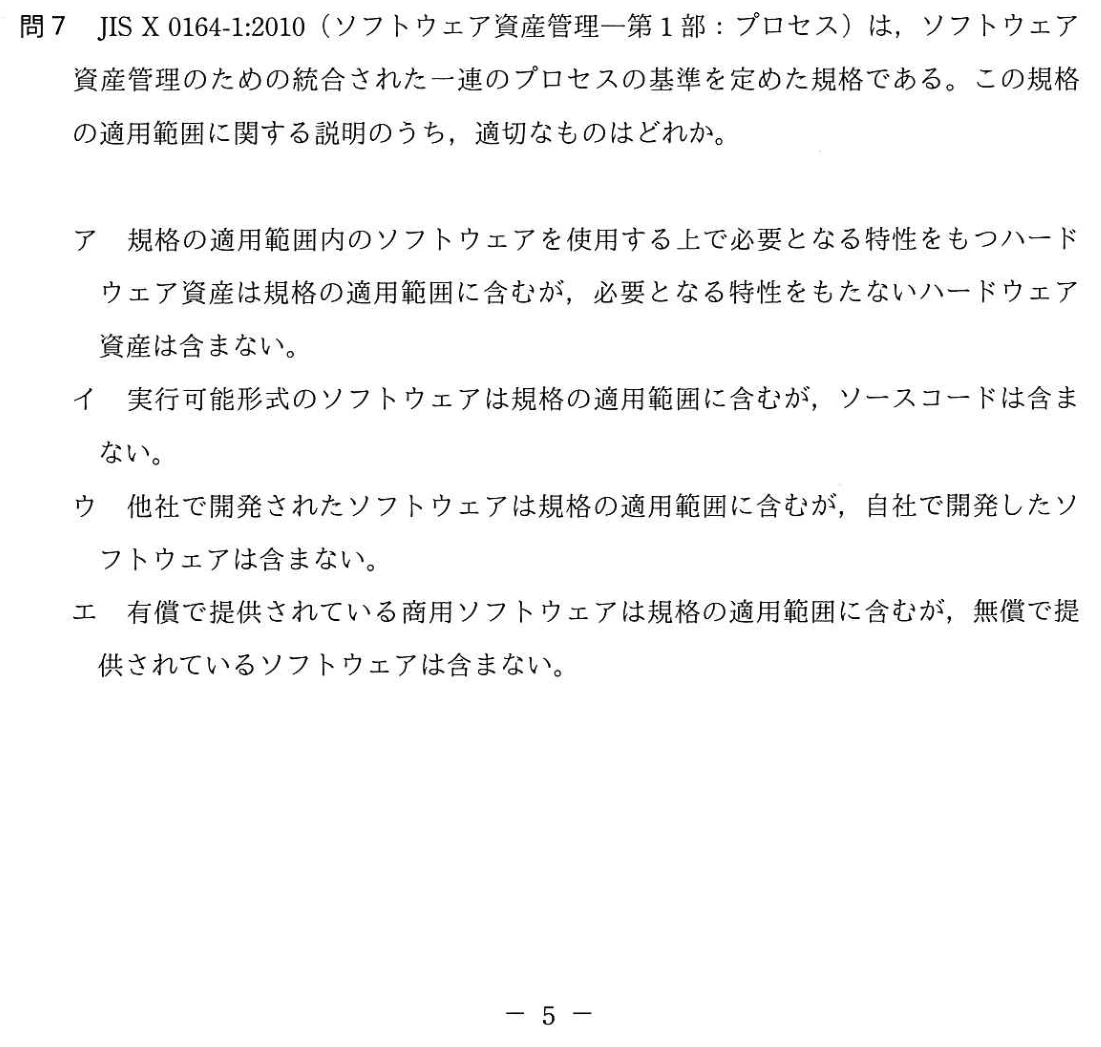 問7 JIS X 0164-1:2010（ソフトウェア資産管理―第1部：プロセス）は，ソフトウェア
資産管理のための統合された一連のプロセスの基準を定めた規格である。この規格
の適用範囲に関する説明のうち，適切なものはどれか。
ア 規格の適用範囲内のソフトウェアを使用する上で必要となる特性をもつハード
ウェア資産は規格の適用範囲に含むが，必要となる特性をもたないハードウェア
資産は含まない。
イ 実行可能形式のソフトウェアは規格の適用範囲に含むが，ソースコードは含ま
ない。
ウ 他社で開発されたソフトウェアは規格の適用範囲に含むが，自社で開発したソ
フトウェアは含まない。
エ 有償で提供されている商用ソフトウェアは規格の適用範囲に含むが，無償で提
供されているソフトウェアは含まない。
－ 5 －